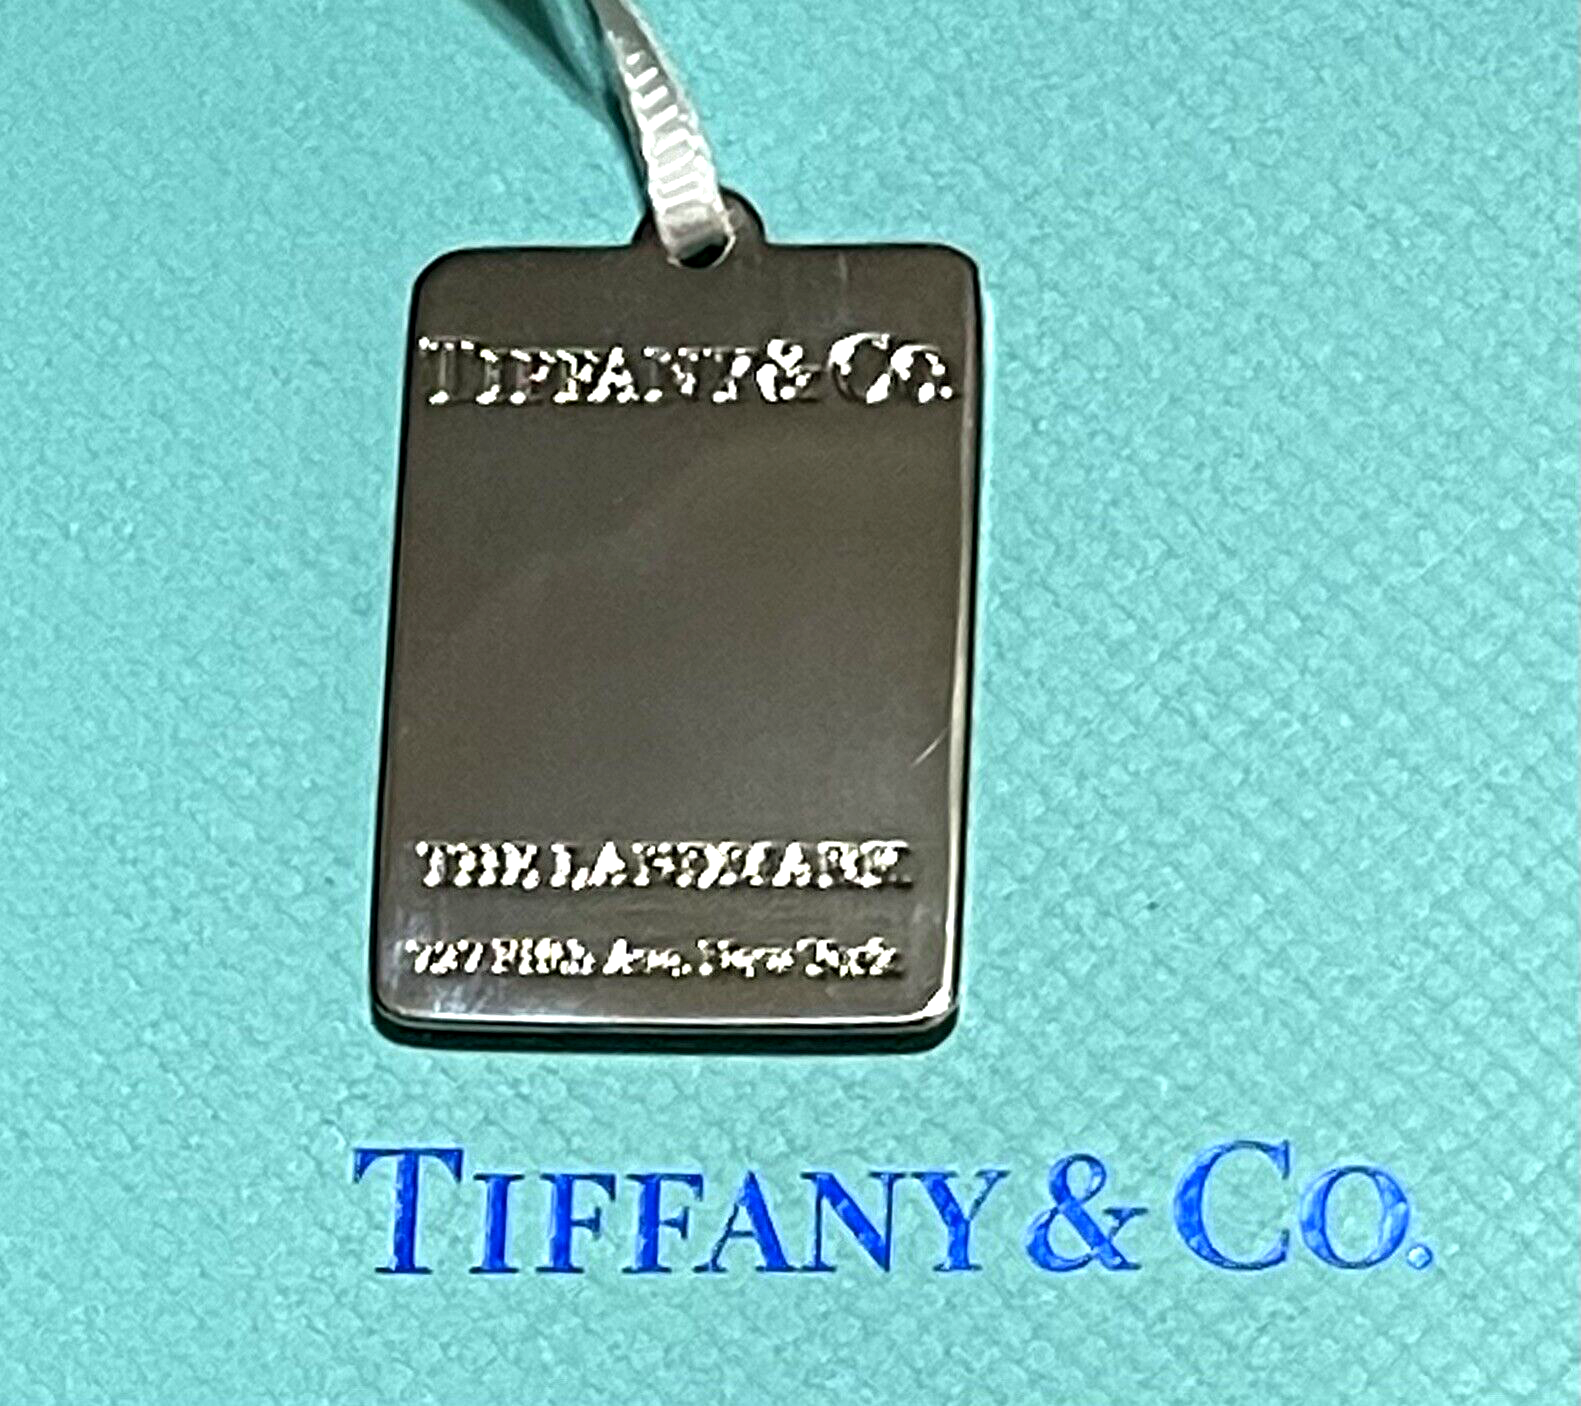 TIFFANY & CO.
THE LANDMARK
727 Fifth Ave. New York
TIFFANY & CO.